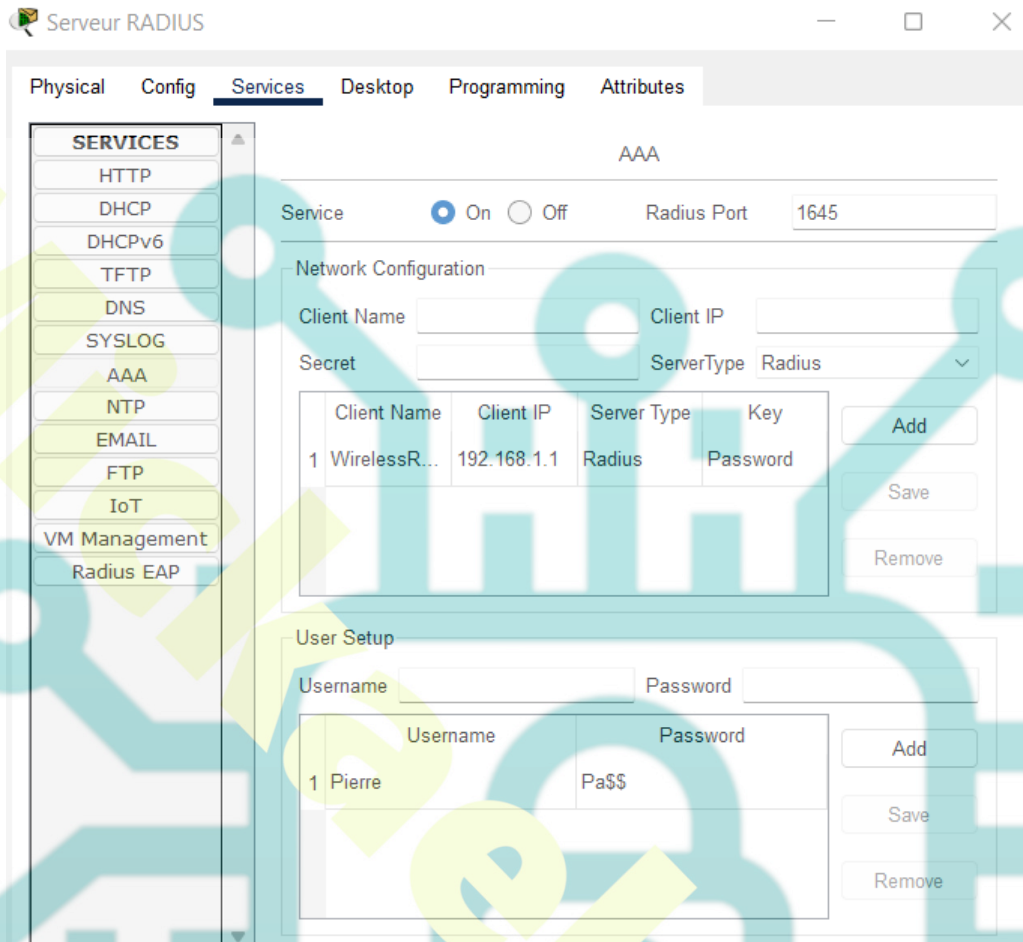 Serveur RADIUS
Physical Config Services Desktop Programming Attributes
SERVICES
HTTP
DHCP
DHCPv6
TFTP
DNS
SYSLOG
AAA
NTP
EMAIL
FTP
IoT
VM Management
Radius EAP
AAA
Service On Off Radius Port 1645
Network Configuration
Client Name Client IP
Secret ServerType Radius
Client Name Client IP Server Type Key
1 WirelessR... 192.168.1.1 Radius Password
Add
Save
Remove
User Setup
Username Password
Username Password
1 Pierre Pa$$
Add
Save
Remove